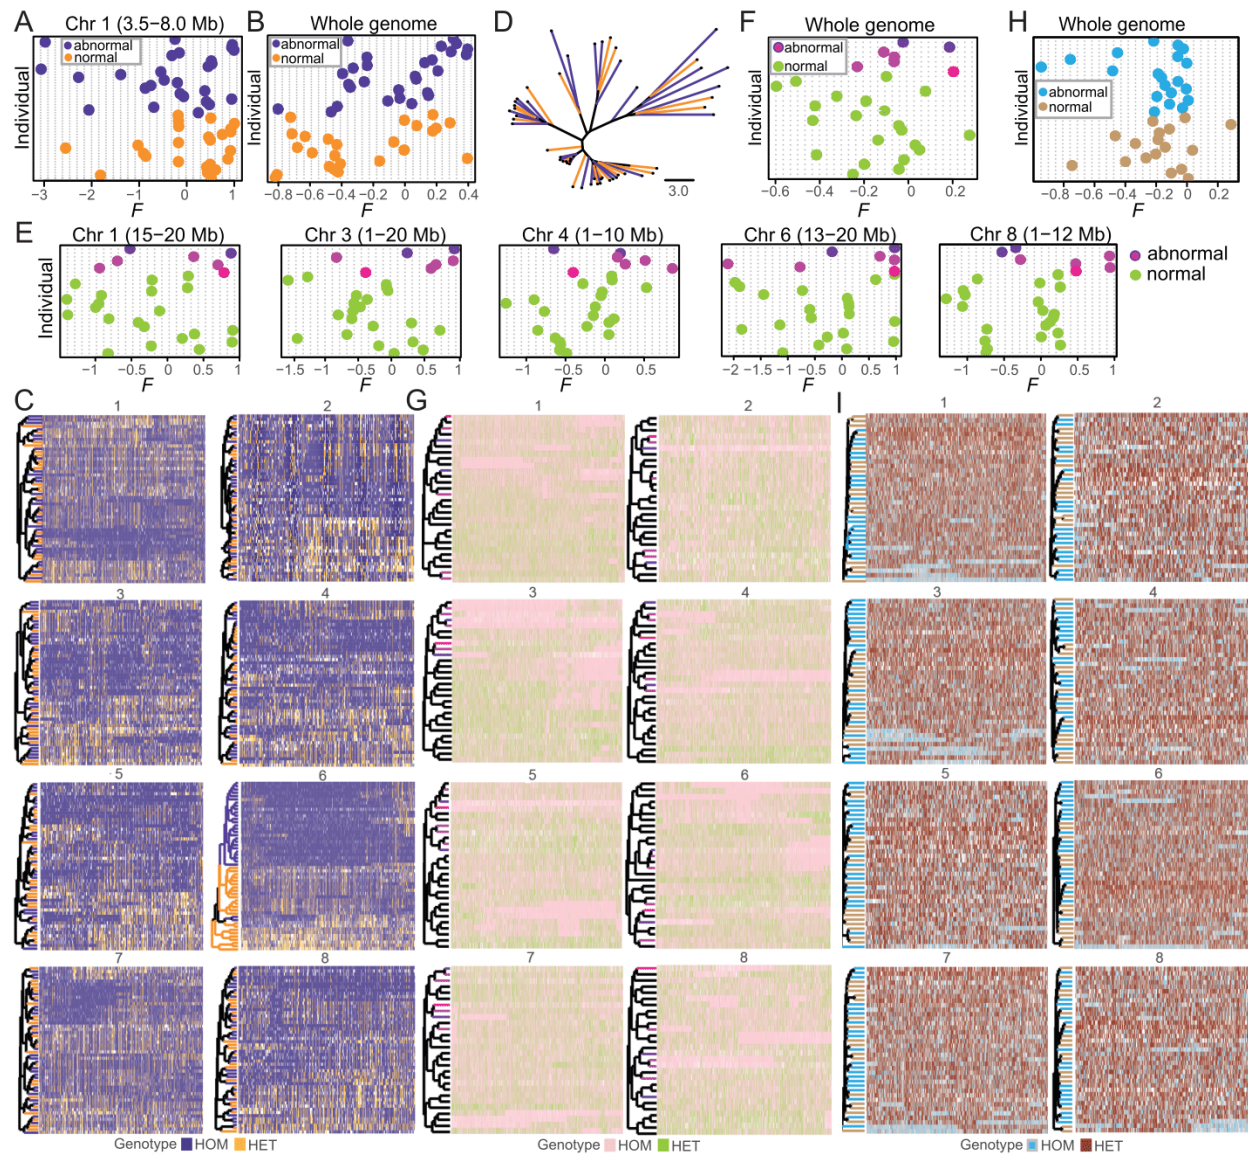 A Chr 1 (3.5−8.0 Mb)
abnormal
normal
Individual
−3 −2 −1 0 1
F
B Whole genome
abnormal
normal
Individual
−0.8 −0.6 −0.4 −0.2 0 0.2 0.4
F
D
3.0
F Whole genome
abnormal
normal
Individual
−0.6 −0.4 −0.2 0 0.2
F
H Whole genome
abnormal
normal
Individual
−0.8 −0.6 −0.4 −0.2 0 0.2
F
E Chr 1 (15−20 Mb)
Individual
−1 −0.5 0 0.5 1
F
Chr 3 (1−20 Mb)
−1.5 −1 −0.5 0 0.5 1
F
Chr 4 (1−10 Mb)
−1 −0.5 0 0.5
F
Chr 6 (13−20 Mb)
−2 −1.5 −1 −0.5 0 0.5 1
F
Chr 8 (1−12 Mb)
−1 −0.5 0 0.5 1
F
abnormal
normal
C 1 2
3 4
5 6
7 8
Genotype HOM HET
G 1 2
3 4
5 6
7 8
Genotype HOM HET
I 1 2
3 4
5 6
7 8
Genotype HOM HET